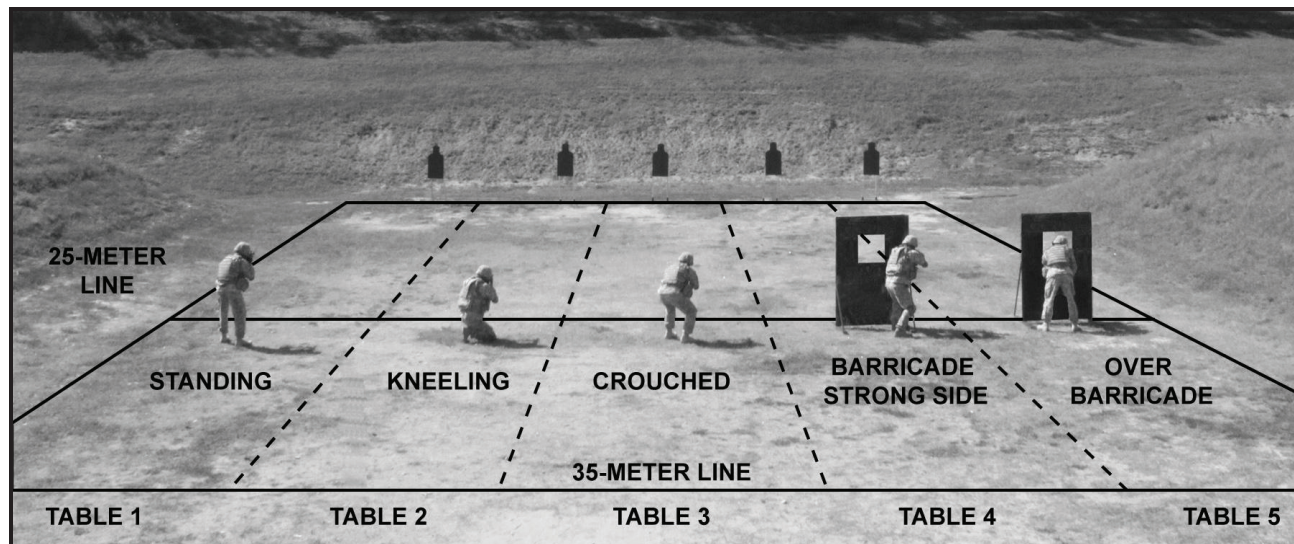 25-METER
LINE
STANDING
KNEELING
CROUCHED
BARRICADE
STRONG SIDE
OVER
BARRICADE
35-METER LINE
TABLE 1
TABLE 2
TABLE 3
TABLE 4
TABLE 5